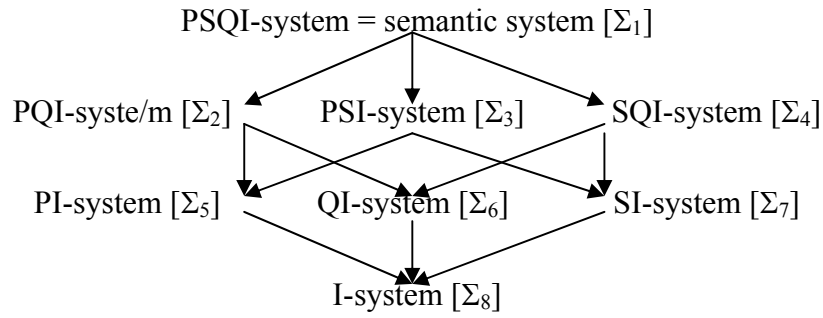 PSQI-system = semantic system [Σ₁]
PQI-syste/m [Σ₂] PSI-system [Σ₃] SQI-system [Σ₄]
PI-system [Σ₅] QI-system [Σ₆] SI-system [Σ₇]
I-system [Σ₈]